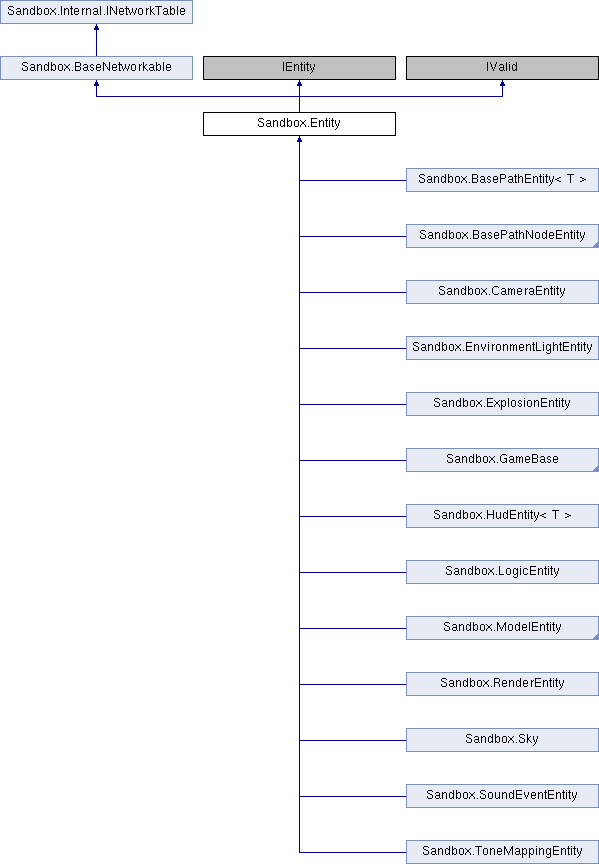 Sandbox.Internal.INetworkTable
Sandbox.BaseNetworkable
IEntity
IValid
Sandbox.Entity
Sandbox.BasePathEntity< T >
Sandbox.BasePathNodeEntity
Sandbox.CameraEntity
Sandbox.EnvironmentLightEntity
Sandbox.ExplosionEntity
Sandbox.GameBase
Sandbox.HudEntity< T >
Sandbox.LogicEntity
Sandbox.ModelEntity
Sandbox.RenderEntity
Sandbox.Sky
Sandbox.SoundEventEntity
Sandbox.ToneMappingEntity